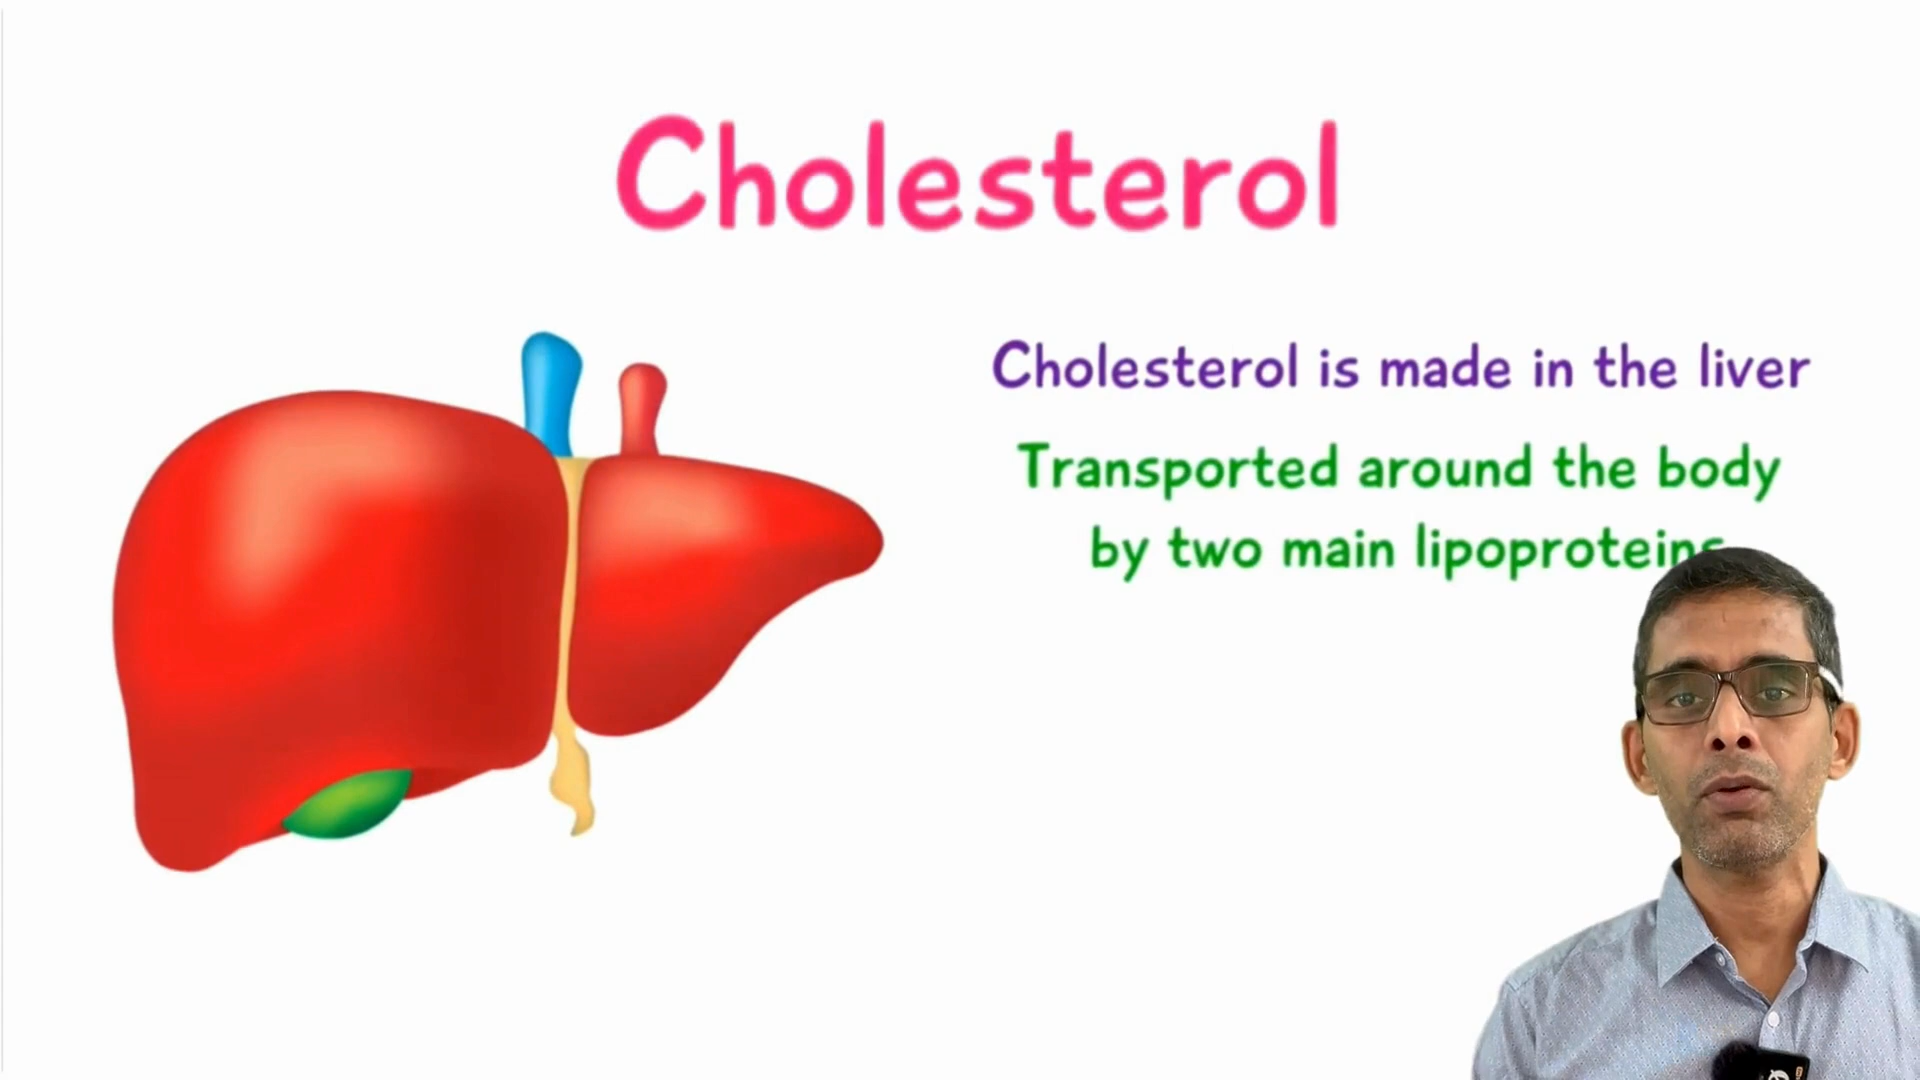 Cholesterol
Cholesterol is made in the liver
Transported around the body
by two main lipoproteins